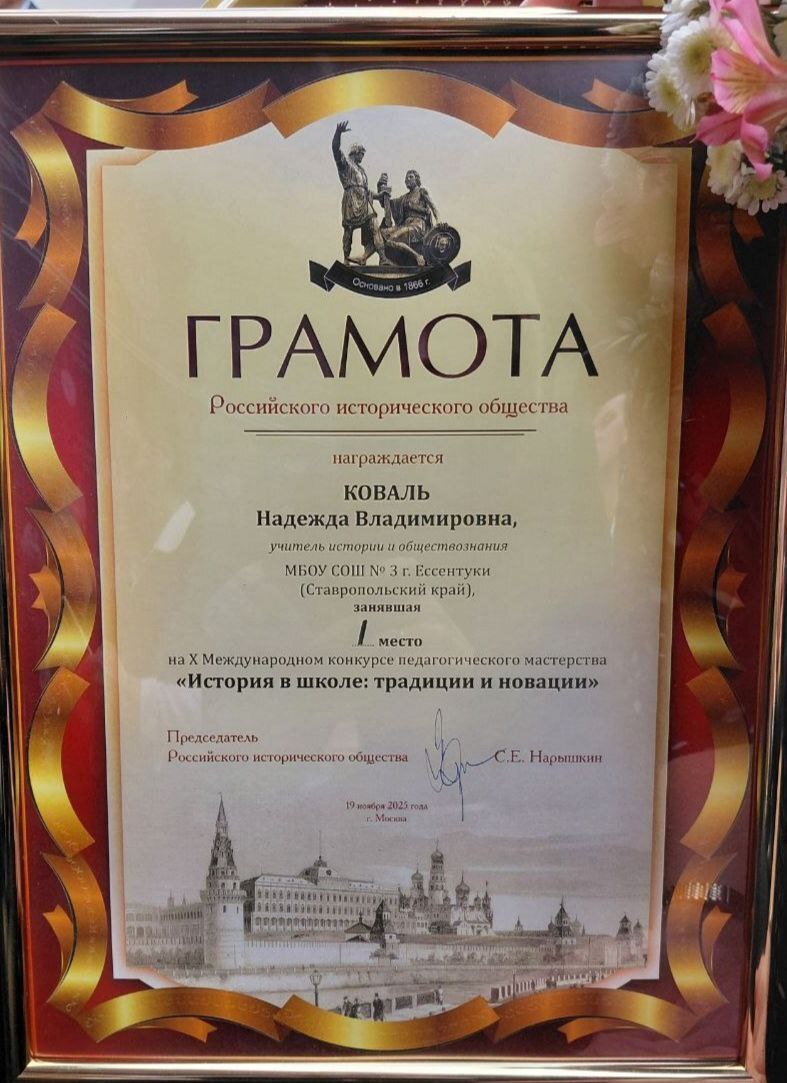 Основано в 1866 г.
ГРАМОТА
Российского исторического общества
награждается
КОВАЛЬ
Надежда Владимировна,
учитель истории и обществознания
МБОУ СОШ № 3 г. Ессентуки
(Ставропольский край),
занявшая
1 место
на X Международном конкурсе педагогического мастерства
«История в школе: традиции и новации»
Председатель
Российского исторического общества С.Е. Нарышкин
19 ноября 2025 года
г. Москва